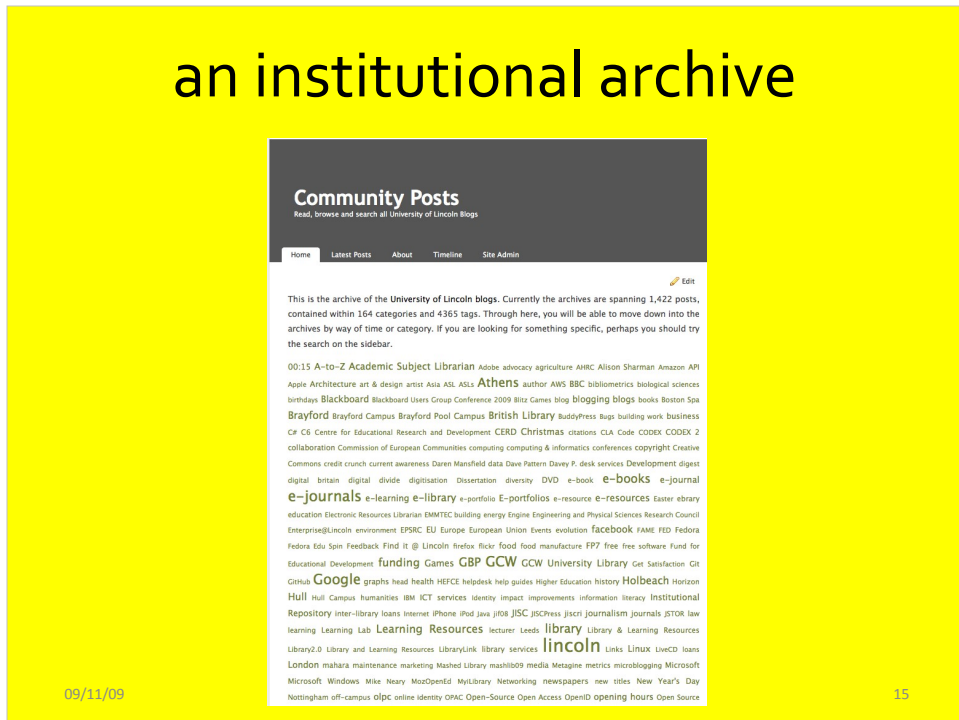 an institutional archive
Community Posts
Read, browse and search all University of Lincoln Blogs
Home Latest Posts About Timeline Site Admin
Edit
This is the archive of the University of Lincoln blogs. Currently the archives are spanning 1,422 posts,
contained within 164 categories and 4365 tags. Through here, you will be able to move down into the
archives by way of time or category. If you are looking for something specific, perhaps you should try
the search on the sidebar.
00:15 A-to-Z Academic Subject Librarian Adobe advocacy agriculture AHRC Alison Sharman Amazon API
Apple Architecture art & design artist Asia ASL ASLs Athens author AWS BBC bibliometrics biological sciences
birthdays Blackboard Blackboard Users Group Conference 2009 Blitz Games blog blogging blogs books Boston Spa
Brayford Brayford Campus Brayford Pool Campus British Library BuddyPress Bugs building work business
C# C6 Centre for Educational Research and Development CERD Christmas citations CLA Code CODEX CODEX 2
collaboration Commission of European Communities computing computing & informatics conferences copyright Creative
Commons credit crunch current awareness Daren Mansfield data Dave Pattern Davey P. desk services Development digest
digital britain digital divide digitisation Dissertation diversity DVD e-book e-books e-journal
e-journals e-learning e-library e-portfolio E-portfolios e-resource e-resources Easter ebrary
education Electronic Resources Librarian EMMTEC building energy Engine Engineering and Physical Sciences Research Council
Enterprise@Lincoln environment EPSRC EU Europe European Union Events evolution facebook FAME FED Fedora
Fedora Edu Spin Feedback Find it @ Lincoln firefox flickr food food manufacture FP7 free free software Fund for
Educational Development funding Games GBP GCW GCW University Library Get Satisfaction Git
GitHub Google graphs head health HEFCE helpdesk help guides Higher Education history Holbeach Horizon
Hull Hull Campus humanities IBM ICT services Identity impact improvements information literacy Institutional
Repository inter-library loans Internet iPhone iPod Java jif08 JISC JISCPress jiscri journalism journals JSTOR law
learning Learning Lab Learning Resources lecturer Leeds library Library & Learning Resources
Library2.0 Library and Learning Resources LibraryLink library services lincoln Links Linux LiveCD loans
London mahara maintenance marketing Mashed Library mashlib09 media Metagine metrics microblogging Microsoft
Microsoft Windows Mike Neary MozOpenEd MyiLibrary Networking newspapers new titles New Year's Day
Nottingham off-campus olpc online identity OPAC Open-Source Open Access OpenID opening hours Open Source
09/11/09
15